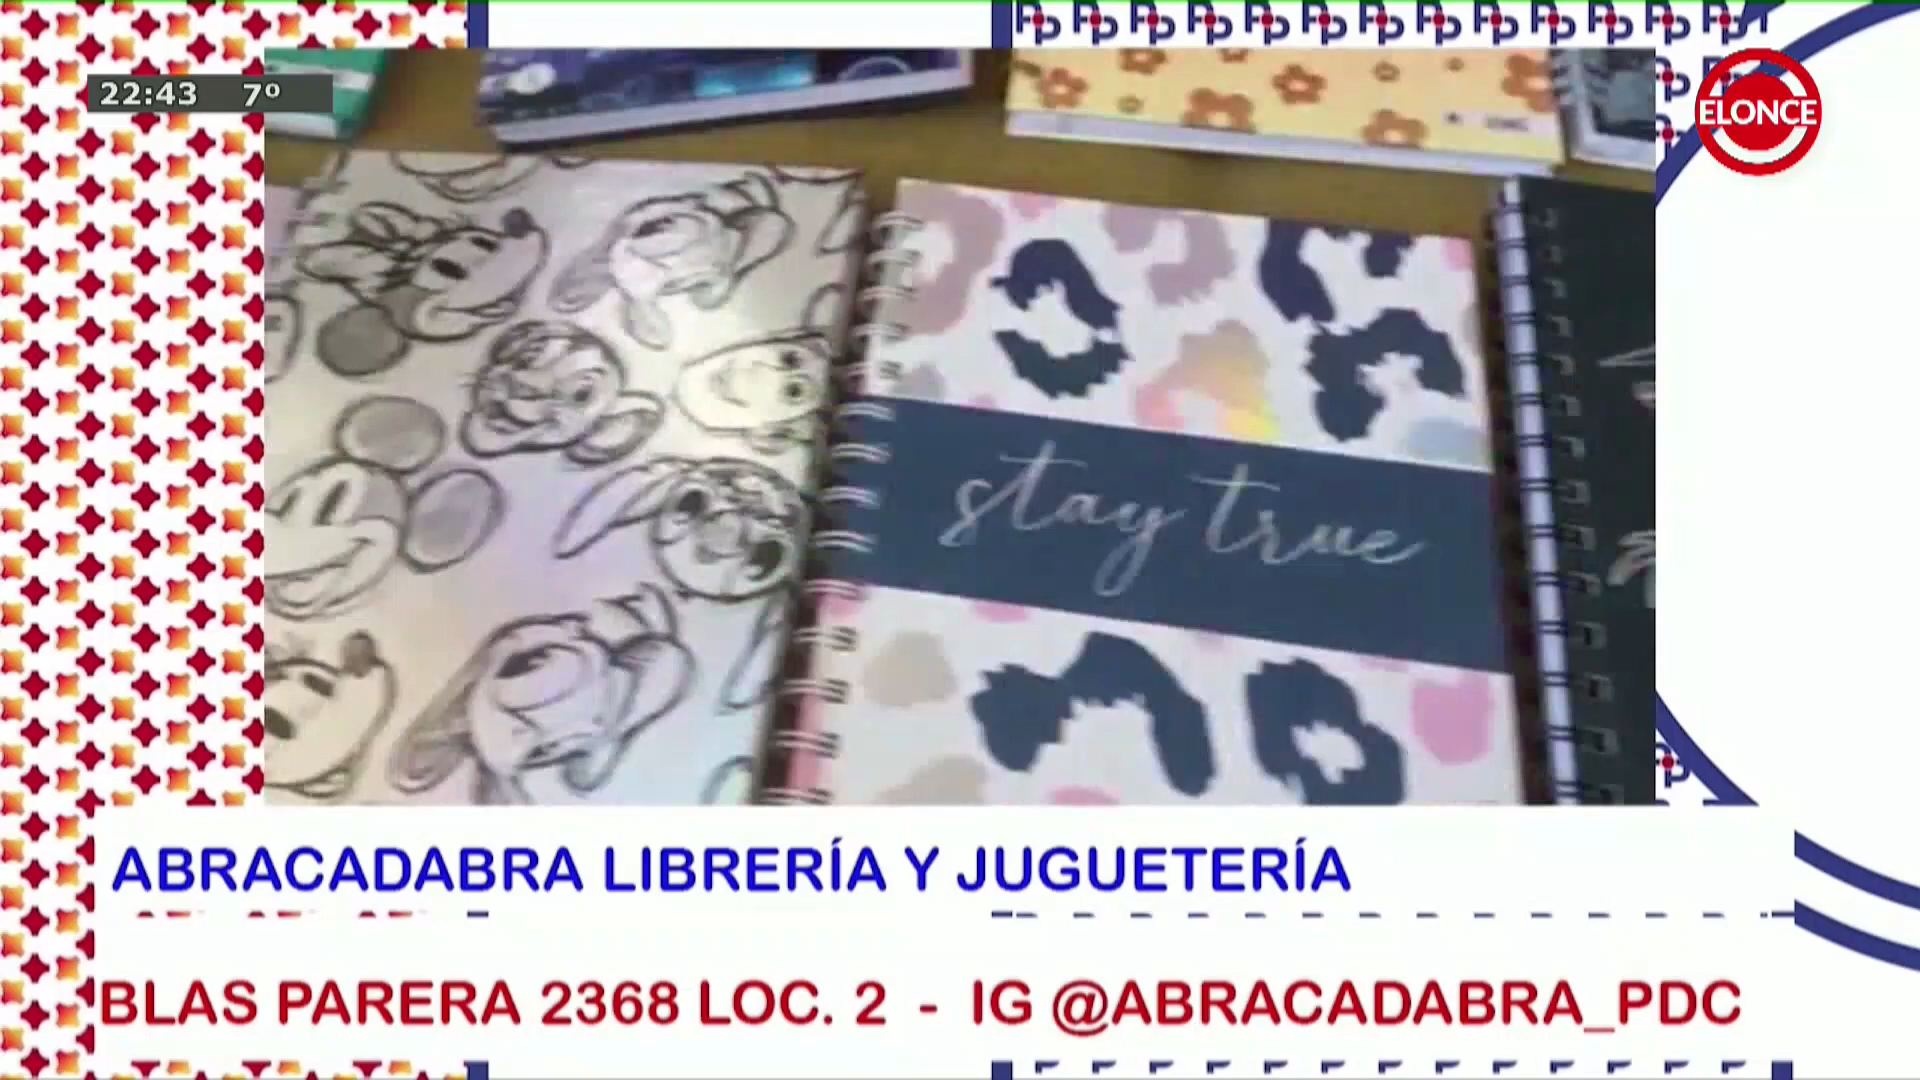 22:43 7º
ELONCE
stay true
ABRACADABRA LIBRERÍA Y JUGUETERÍA
BLAS PARERA 2368 LOC. 2 - IG @ABRACADABRA_PDC